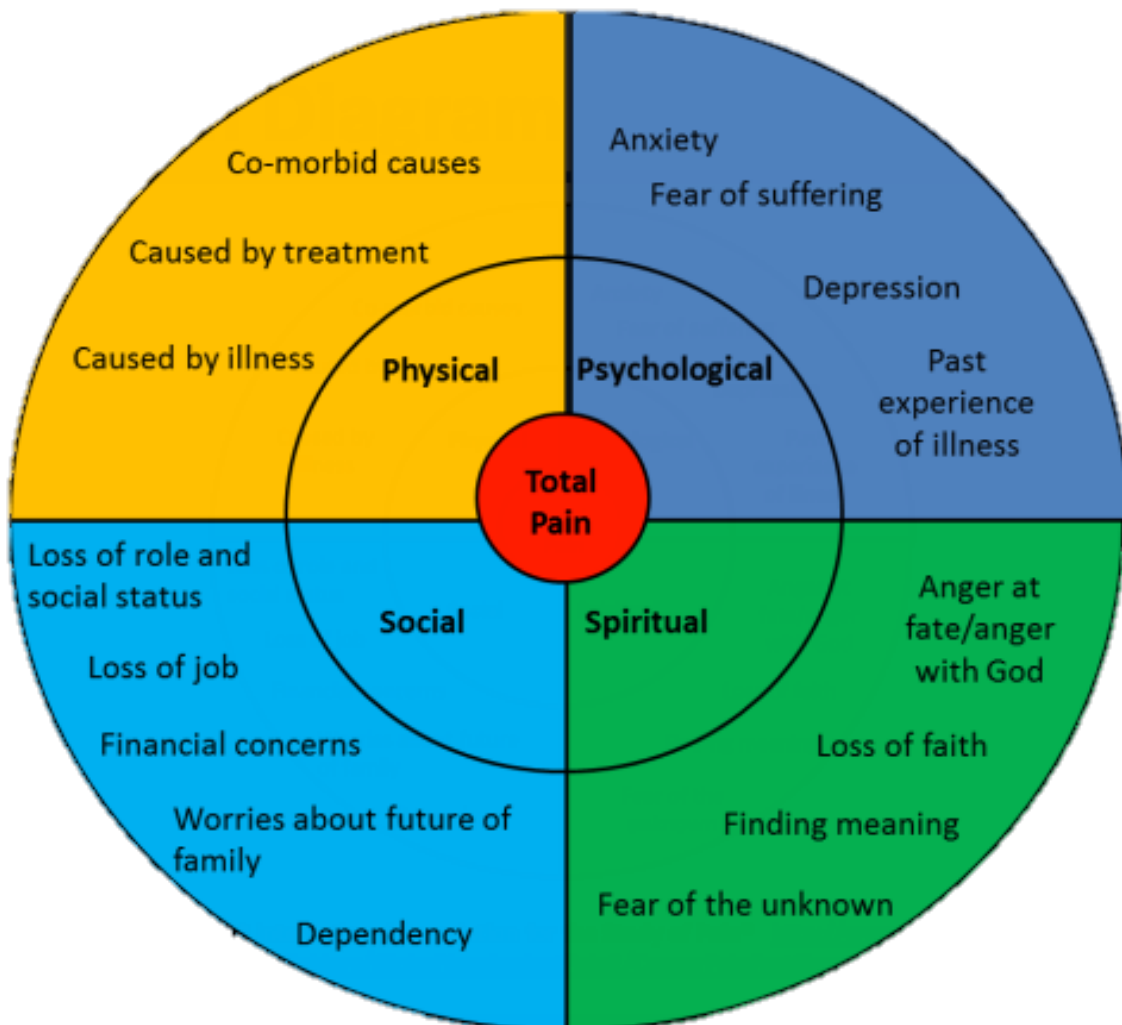 Co-morbid causes
Caused by treatment
Caused by illness
Physical
Anxiety
Fear of suffering
Depression
Past
experience
of illness
Psychological
Total
Pain
Loss of role and
social status
Loss of job
Financial concerns
Worries about future of
family
Dependency
Social
Spiritual
Anger at
fate/anger
with God
Loss of faith
Finding meaning
Fear of the unknown